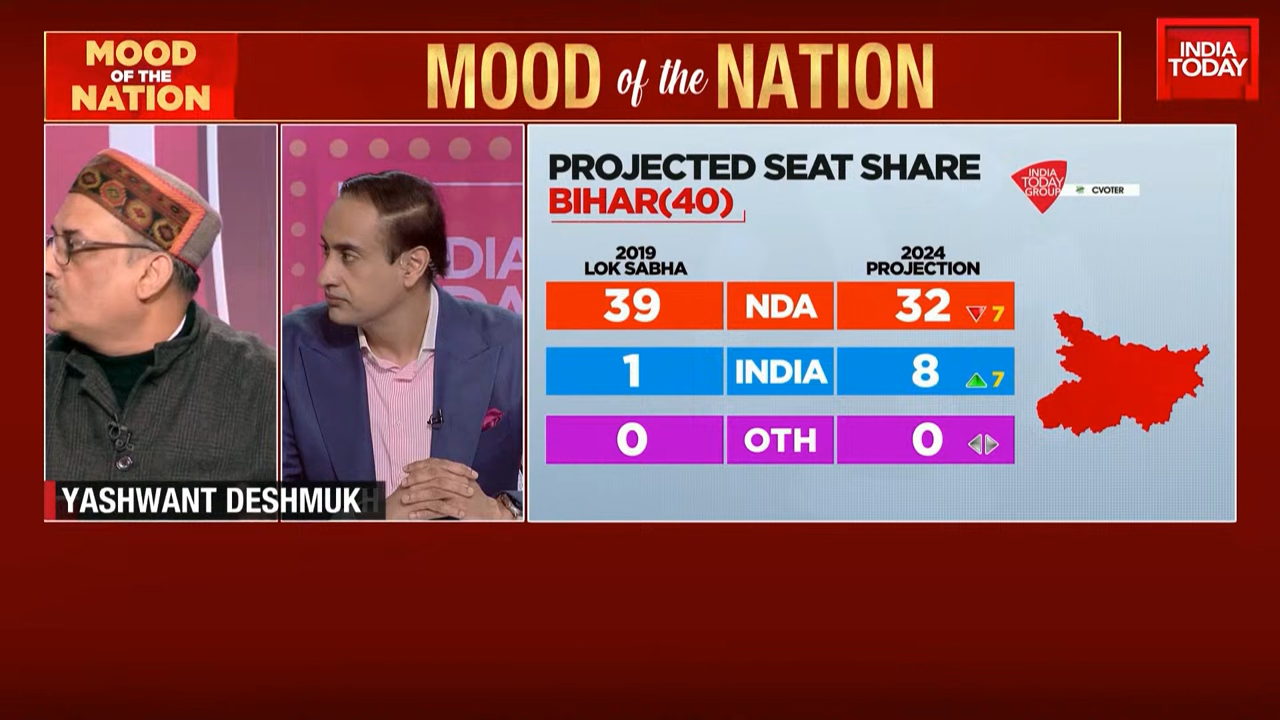 MOOD
OF THE
NATION
MOOD of the NATION
INDIA
TODAY
PROJECTED SEAT SHARE
BIHAR(40)
INDIA
TODAY
GROUP
CVOTER
2019
LOK SABHA
2024
PROJECTION
39 NDA 32 7
1 INDIA 8 7
0 OTH 0
YASHWANT DESHMUK